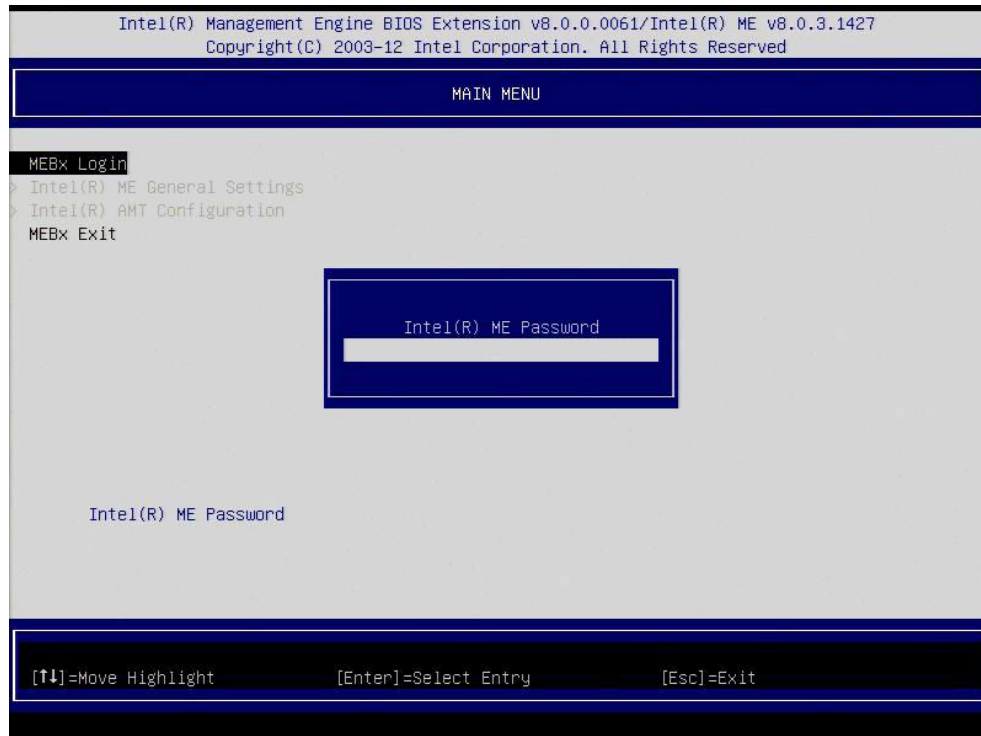 Intel(R) Management Engine BIOS Extension v8.0.0.0061/Intel(R) ME v8.0.3.1427
Copyright(C) 2003-12 Intel Corporation. All Rights Reserved
MAIN MENU
MEBx Login
> Intel(R) ME General Settings
> Intel(R) AMT Configuration
MEBx Exit
Intel(R) ME Password
Intel(R) ME Password
[↑↓]=Move Highlight [Enter]=Select Entry [Esc]=Exit